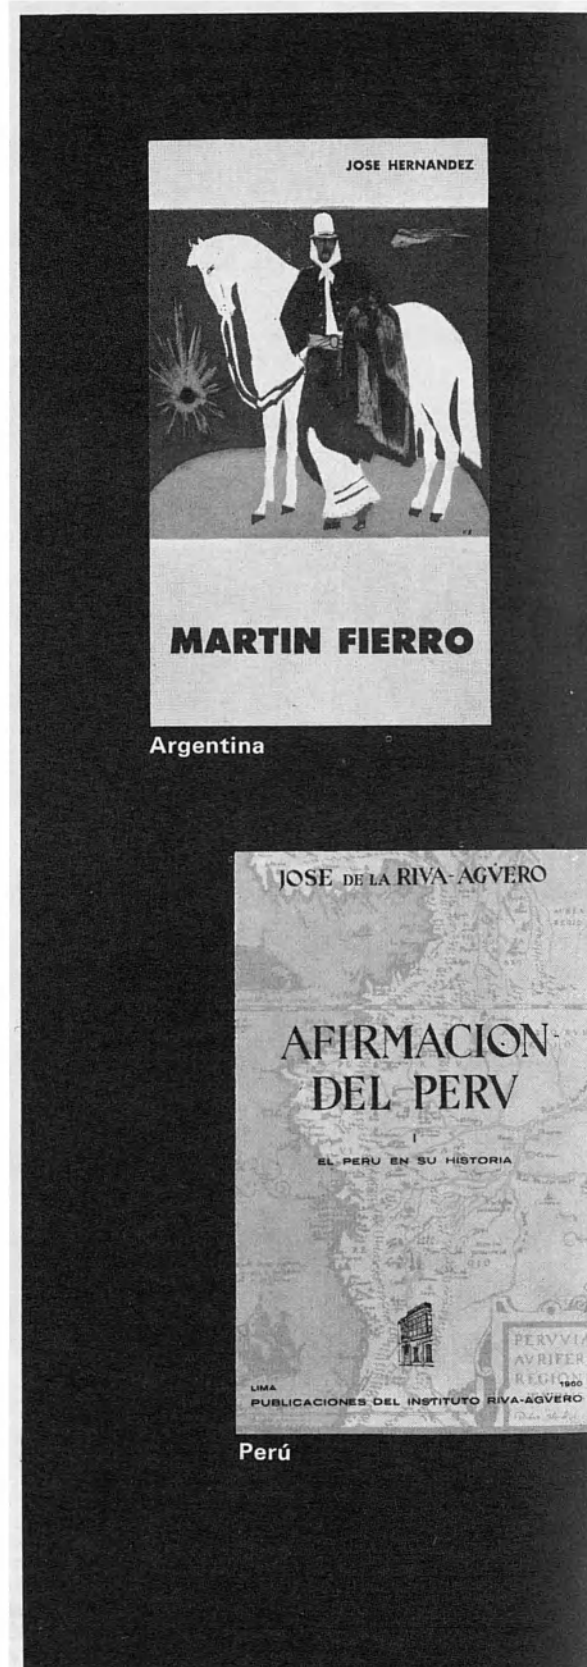 JOSE HERNANDEZ
MARTIN FIERRO
Argentina
JOSE DE LA RIVA-AGVERO
AFIRMACION
DEL PERV
I
EL PERU EN SU HISTORIA
PERVVIA
AVRIFER
REGION
LIMA 1960
PUBLICACIONES DEL INSTITUTO RIVA-AGVERO
Perú